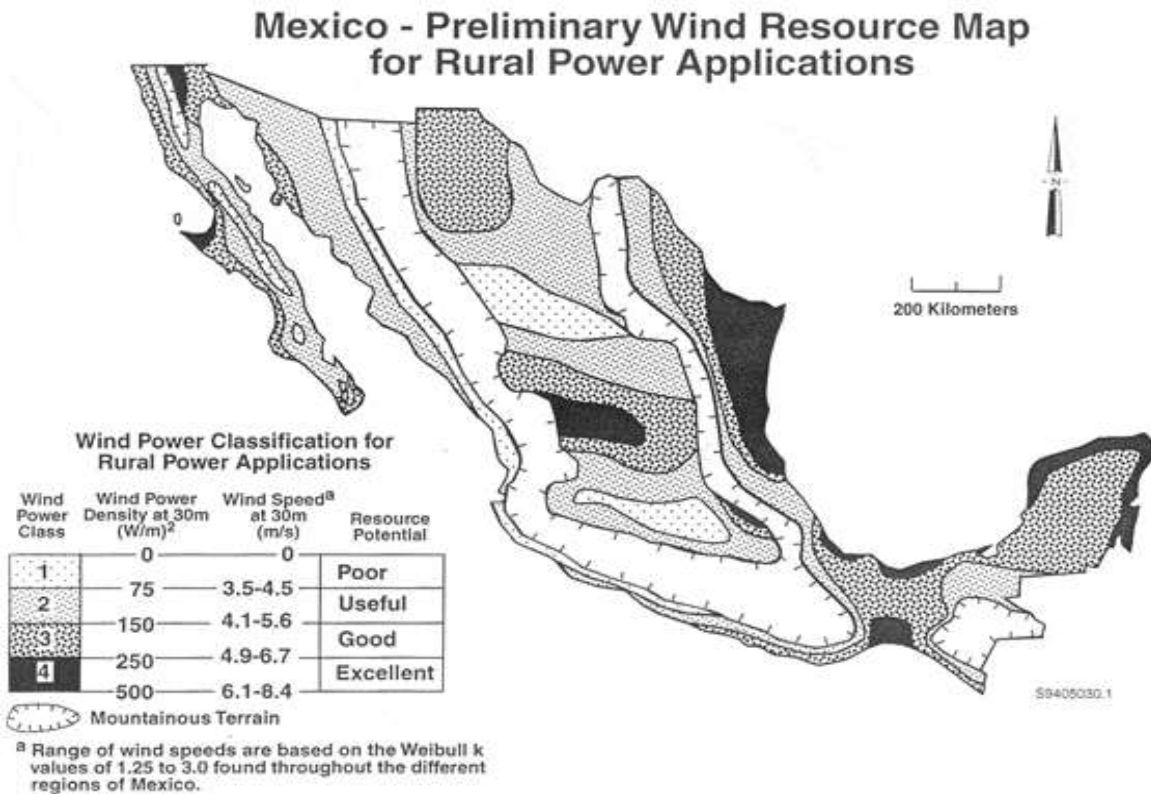 Mexico - Preliminary Wind Resource Map
for Rural Power Applications
N
0
200 Kilometers
Wind Power Classification for
Rural Power Applications
Wind Power Class
Wind Power Density at 30m (W/m)2
Wind Speeda at 30m (m/s)
Resource Potential
0 0
1 Poor
75 3.5-4.5
2 Useful
150 4.1-5.6
3 Good
250 4.9-6.7
4 Excellent
500 6.1-8.4
Mountainous Terrain
S9405030.1
a Range of wind speeds are based on the Weibull k
values of 1.25 to 3.0 found throughout the different
regions of Mexico.